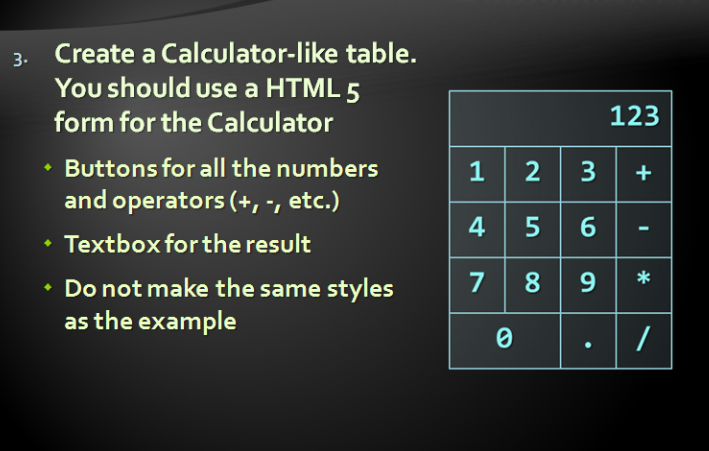 3. Create a Calculator-like table.
You should use a HTML 5
form for the Calculator
Buttons for all the numbers
and operators (+, -, etc.)
Textbox for the result
Do not make the same styles
as the example
123
1 2 3 +
4 5 6 -
7 8 9 *
0 . /